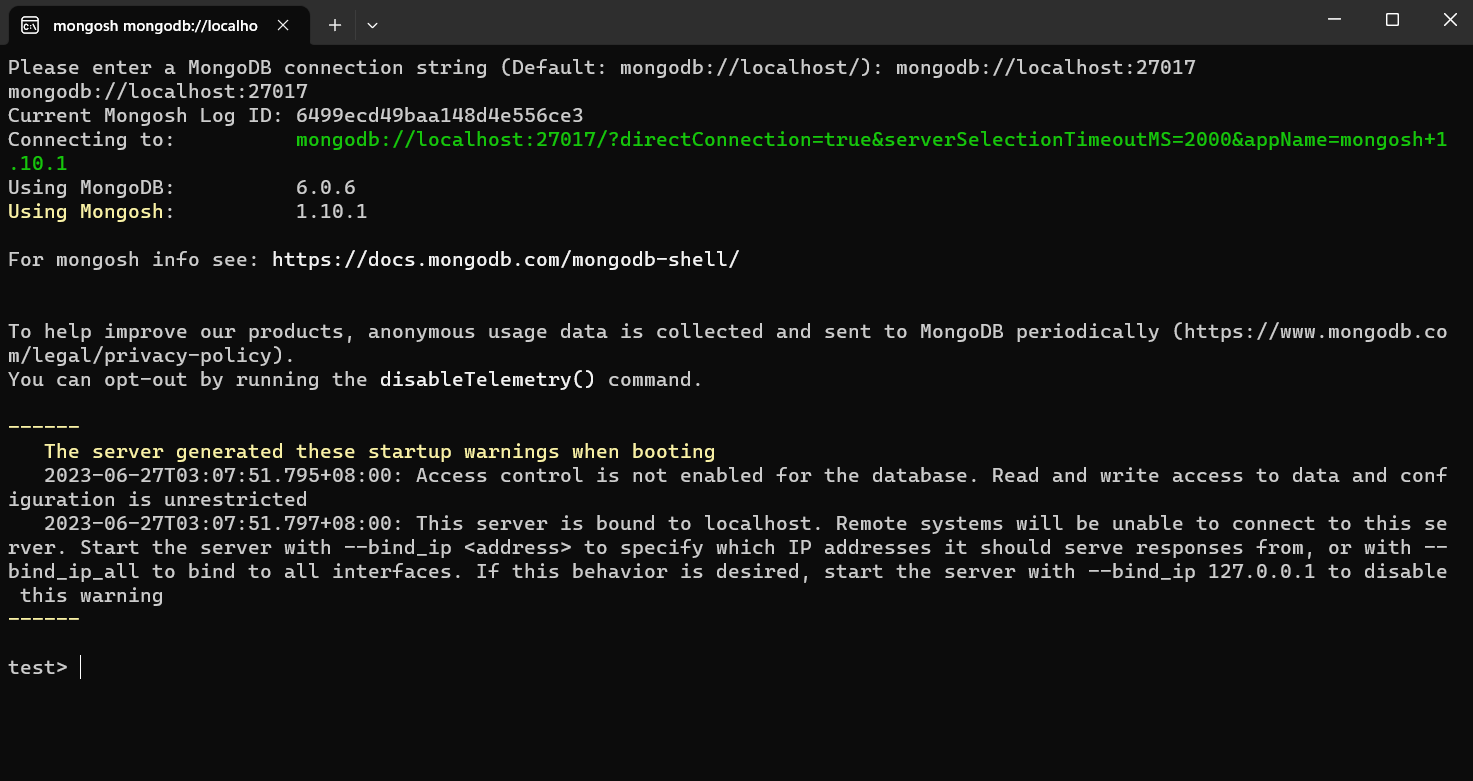 mongosh mongodb://localho
Please enter a MongoDB connection string (Default: mongodb://localhost/): mongodb://localhost:27017
mongodb://localhost:27017
Current Mongosh Log ID: 6499ecd49baa148d4e556ce3
Connecting to:          mongodb://localhost:27017/?directConnection=true&serverSelectionTimeoutMS=2000&appName=mongosh+1
.10.1
Using MongoDB:          6.0.6
Using Mongosh:          1.10.1
For mongosh info see: https://docs.mongodb.com/mongodb-shell/
To help improve our products, anonymous usage data is collected and sent to MongoDB periodically (https://www.mongodb.co
m/legal/privacy-policy).
You can opt-out by running the disableTelemetry() command.
------
   The server generated these startup warnings when booting
   2023-06-27T03:07:51.795+08:00: Access control is not enabled for the database. Read and write access to data and conf
iguration is unrestricted
   2023-06-27T03:07:51.797+08:00: This server is bound to localhost. Remote systems will be unable to connect to this se
rver. Start the server with --bind_ip <address> to specify which IP addresses it should serve responses from, or with --
bind_ip_all to bind to all interfaces. If this behavior is desired, start the server with --bind_ip 127.0.0.1 to disable
 this warning
------
test>